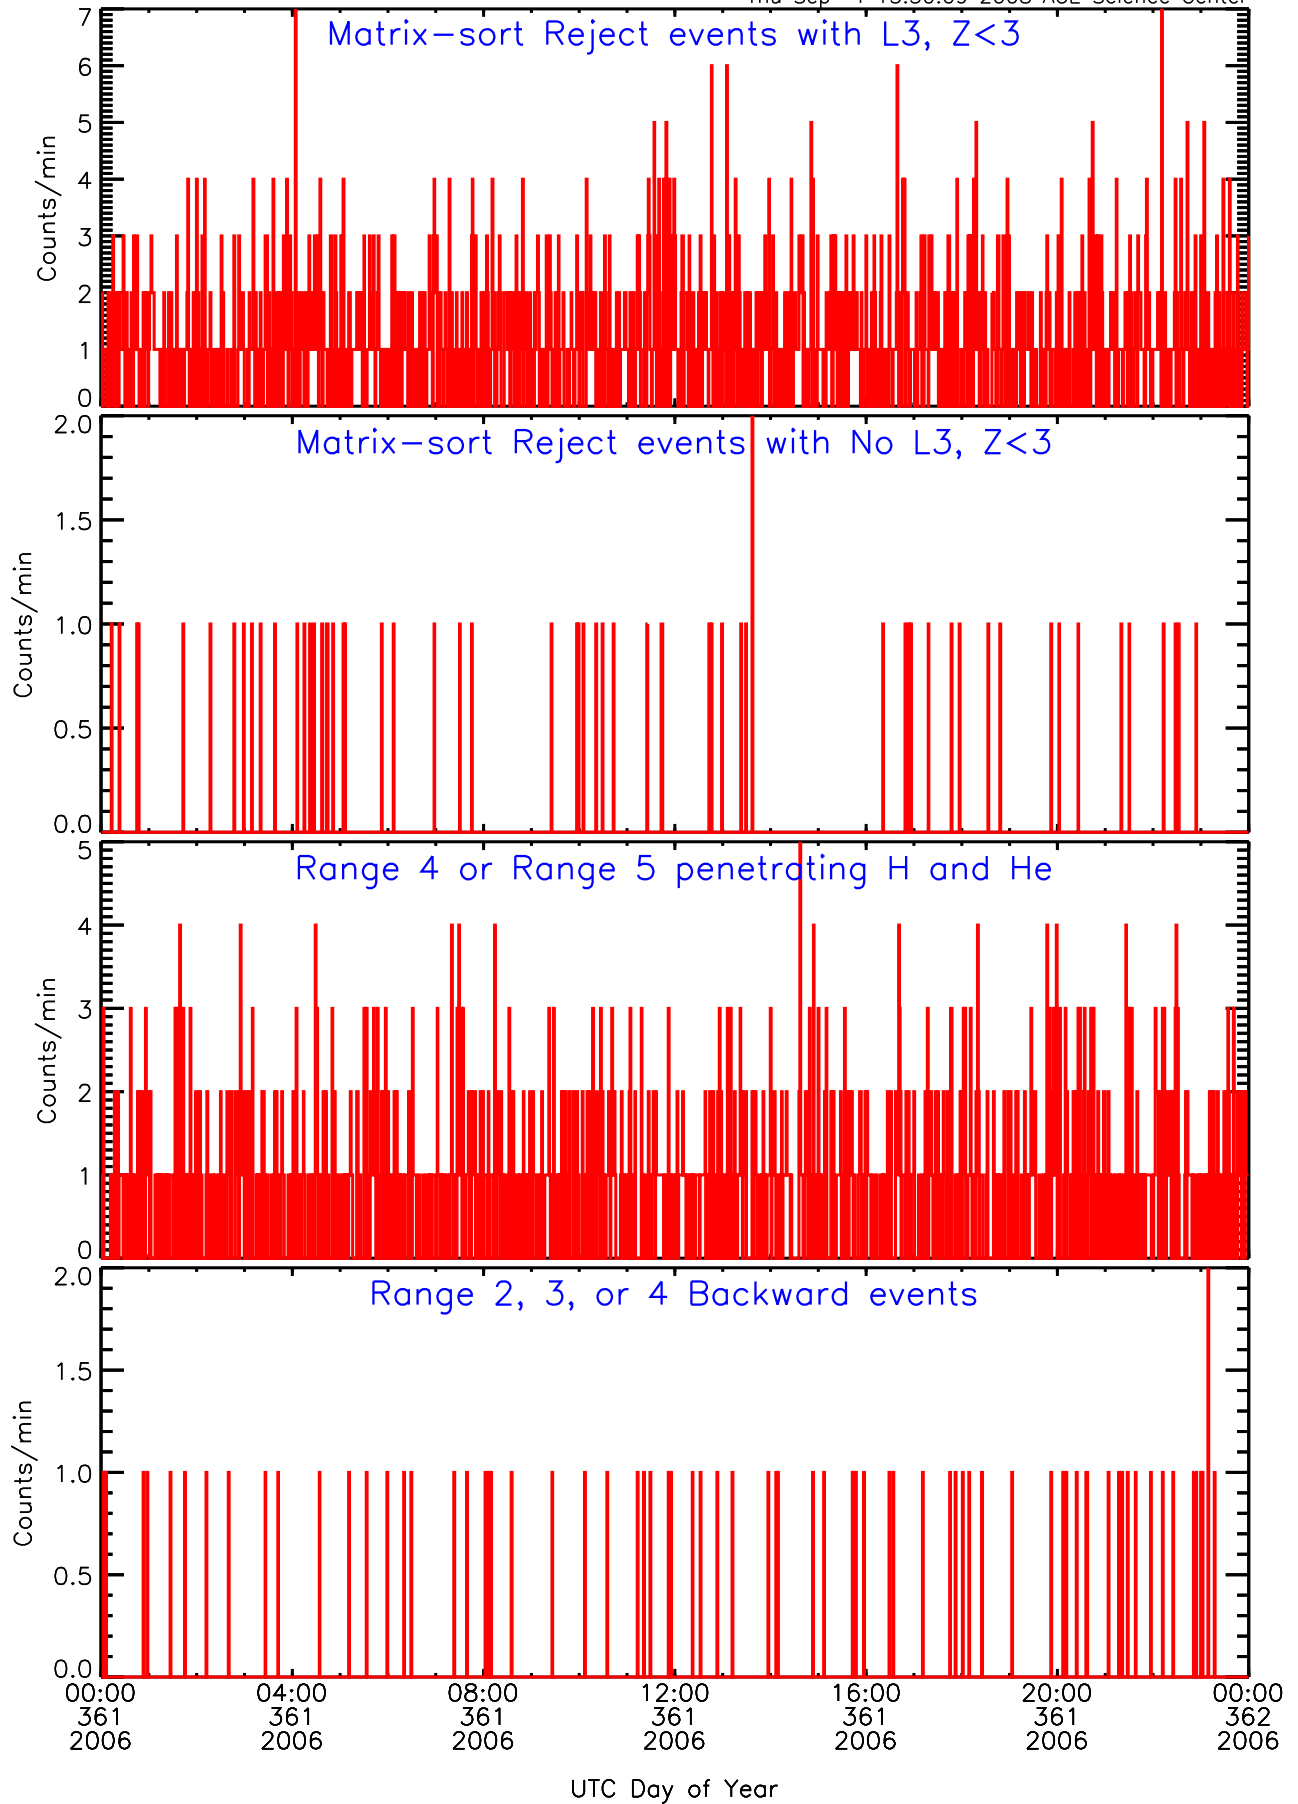 Matrix-sort Reject events with L3, Z<3
7
6
5
4
3
2
1
0
Counts/min
Matrix-sort Reject events with No L3, Z<3
2.0
1.5
1.0
0.5
0.0
Counts/min
Range 4 or Range 5 penetrating H and He
5
4
3
2
1
0
Counts/min
Range 2, 3, or 4 Backward events
2.0
1.5
1.0
0.5
0.0
Counts/min
00:00 04:00 08:00 12:00 16:00 20:00 00:00
361 361 361 361 361 361 362
2006 2006 2006 2006 2006 2006 2006
UTC Day of Year